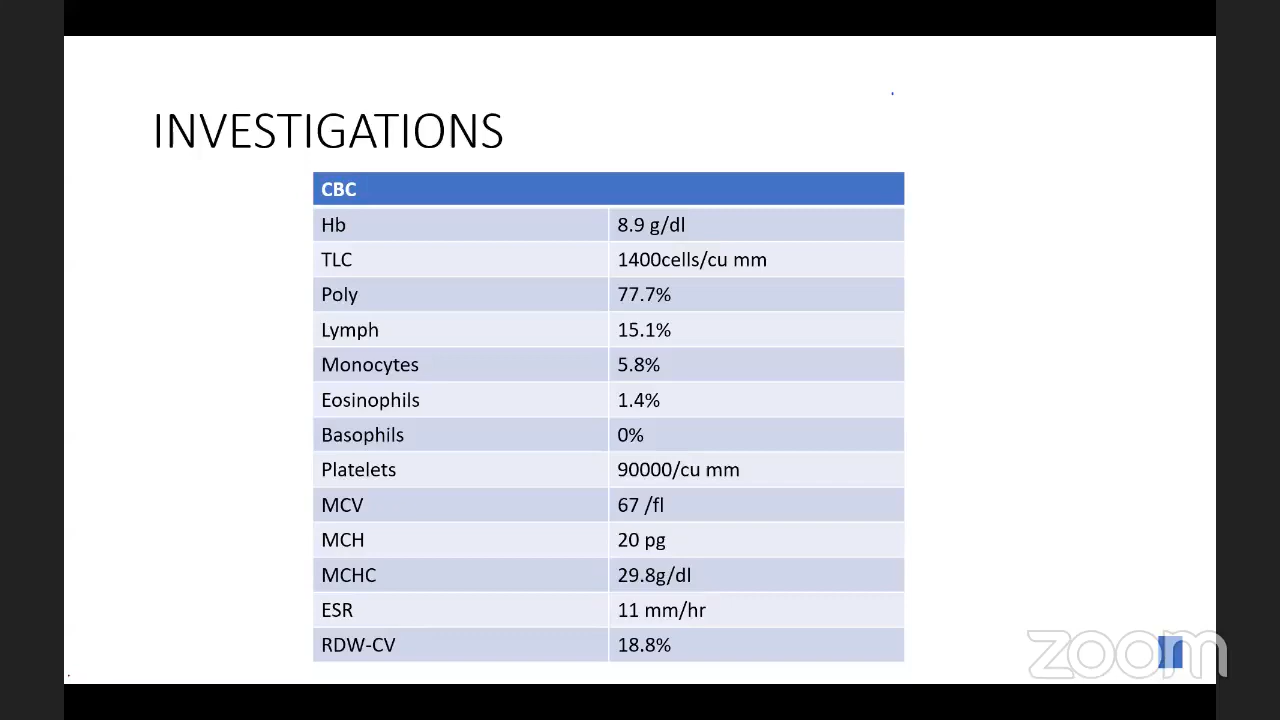 INVESTIGATIONS
CBC
Hb 8.9 g/dl
TLC 1400cells/cu mm
Poly 77.7%
Lymph 15.1%
Monocytes 5.8%
Eosinophils 1.4%
Basophils 0%
Platelets 90000/cu mm
MCV 67 /fl
MCH 20 pg
MCHC 29.8g/dl
ESR 11 mm/hr
RDW-CV 18.8%
zoom